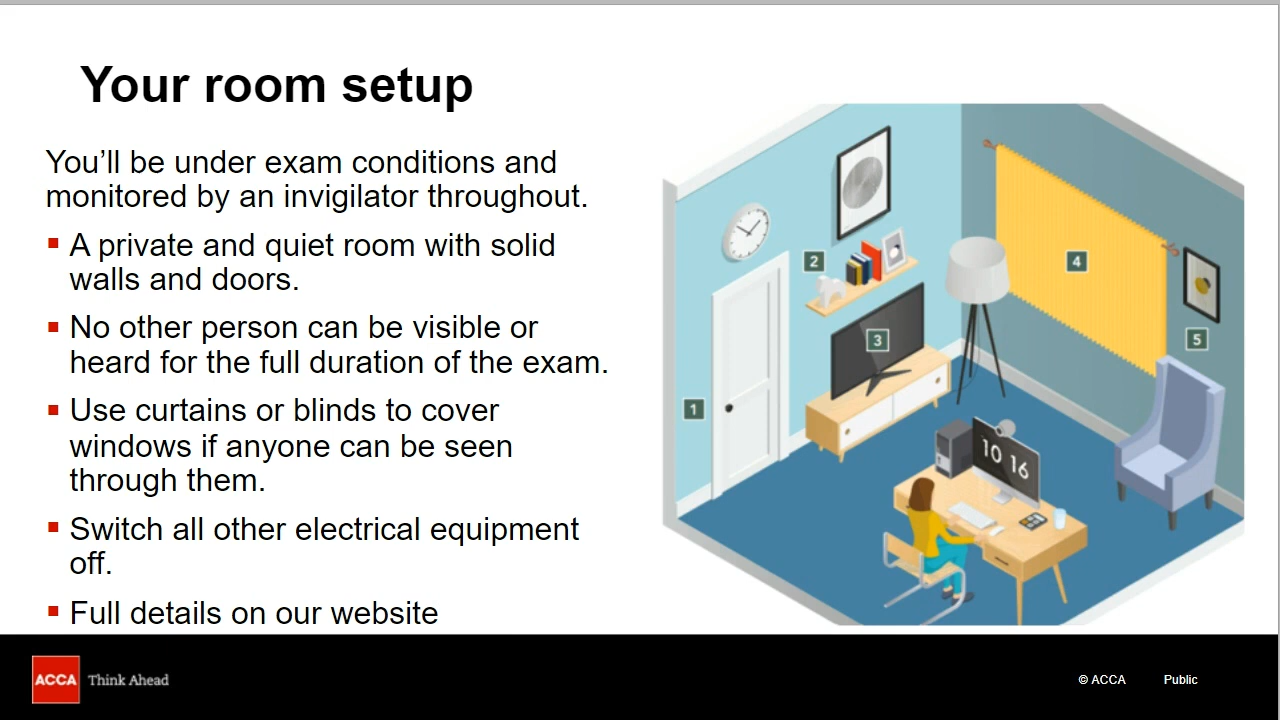 Your room setup
You’ll be under exam conditions and
monitored by an invigilator throughout.
A private and quiet room with solid
walls and doors.
No other person can be visible or
heard for the full duration of the exam.
Use curtains or blinds to cover
windows if anyone can be seen
through them.
Switch all other electrical equipment
off.
Full details on our website
1
2
3
4
5
10 16
ACCA Think Ahead
© ACCA Public